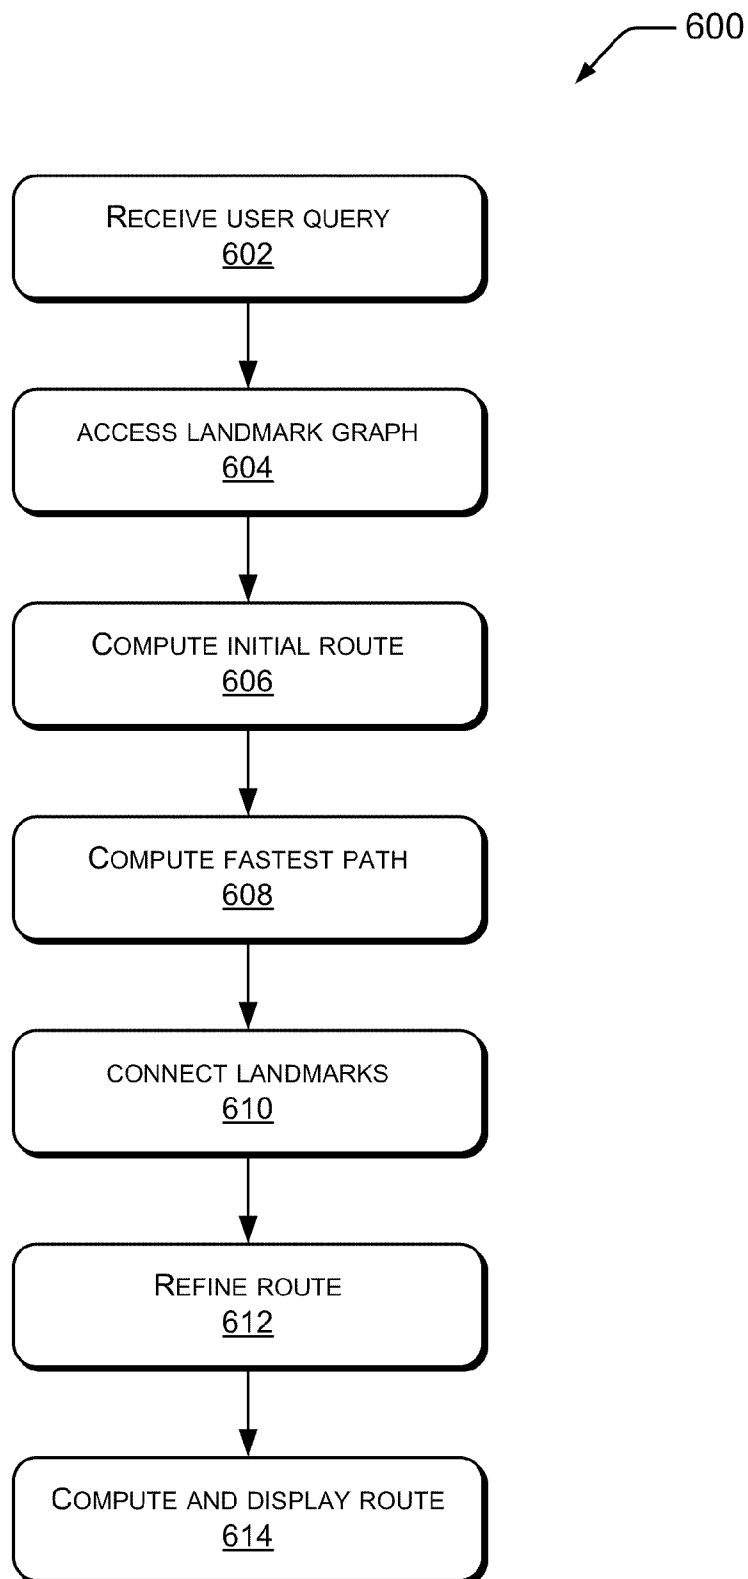 600
RECEIVE USER QUERY
602
ACCESS LANDMARK GRAPH
604
COMPUTE INITIAL ROUTE
606
COMPUTE FASTEST PATH
608
CONNECT LANDMARKS
610
REFINE ROUTE
612
COMPUTE AND DISPLAY ROUTE
614